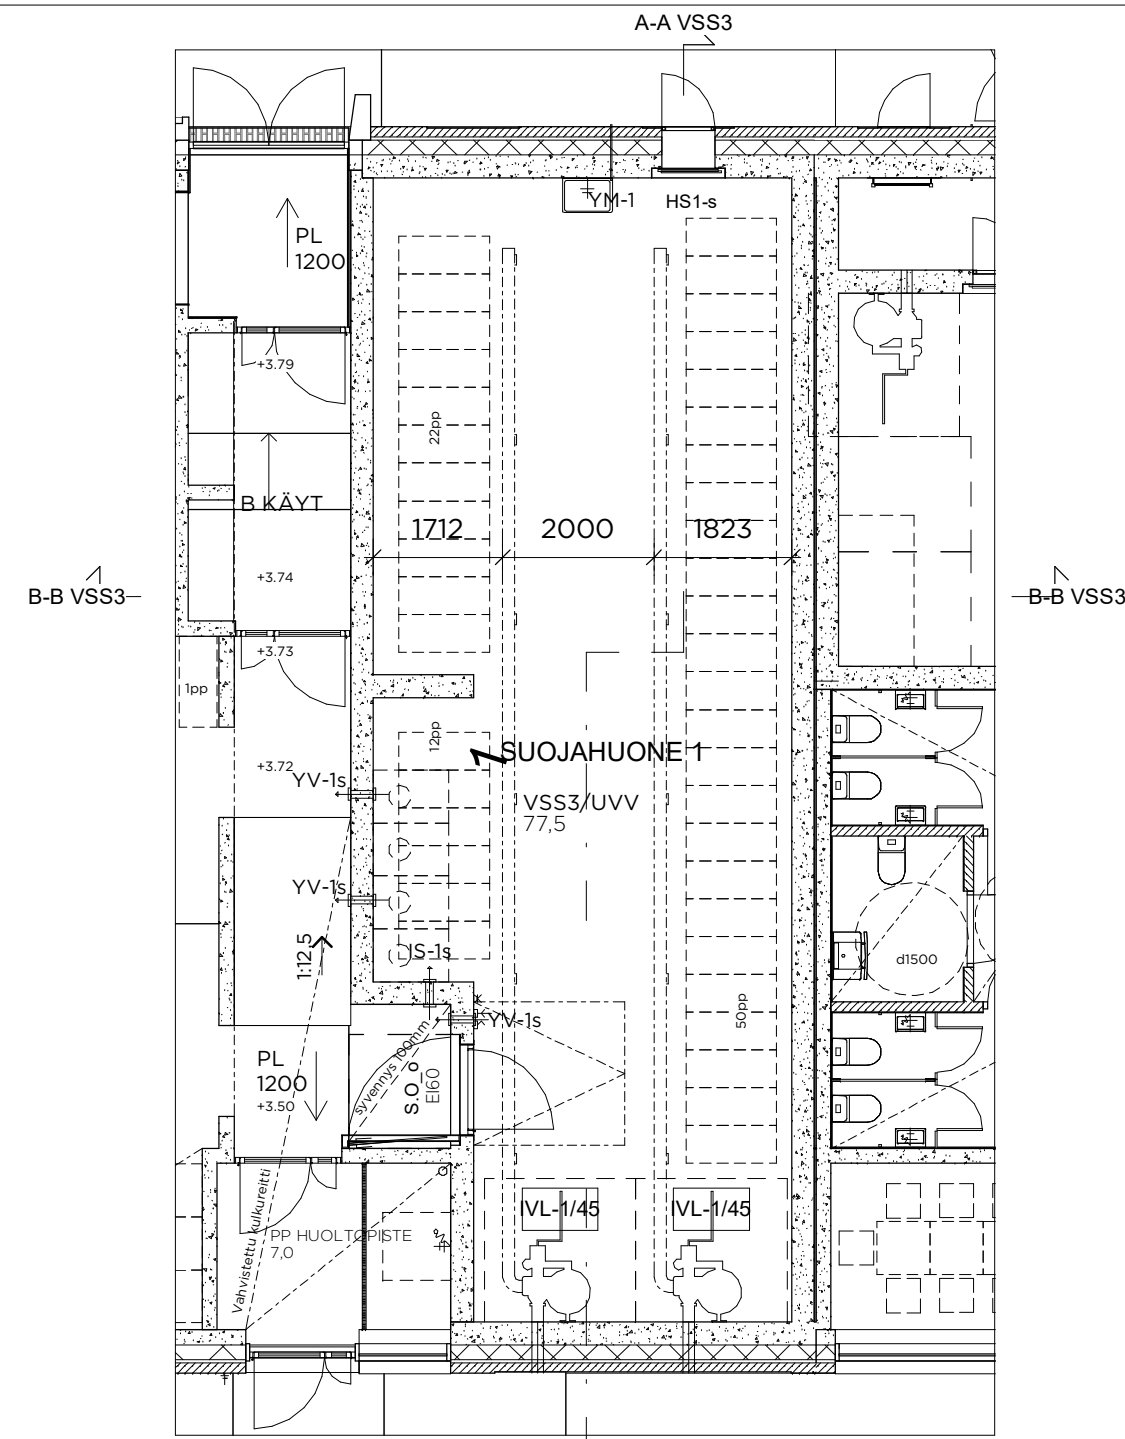 A-A VSS3
YM-1
HS1-s
PL
1200
+3.79
22pp
B KÄYT
1712
2000
1823
+3.74
B-B VSS3
B-B VSS3
+3.73
1pp
12pp
SUOJAHUONE 1
+3.72
YV-1s
VSS3/UVV
77,5
YV-1s
1:12,5
JS-1s
d1500
50pp
YV-1s
syvennys 100mm
PL
1200
+3.50
S.O_o
EI60
IVL-1/45
IVL-1/45
Vahvistettu kulkureitti
PP HUOLTOPISTE
7,0